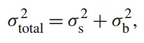 σ²total = σ²s + σ²b,